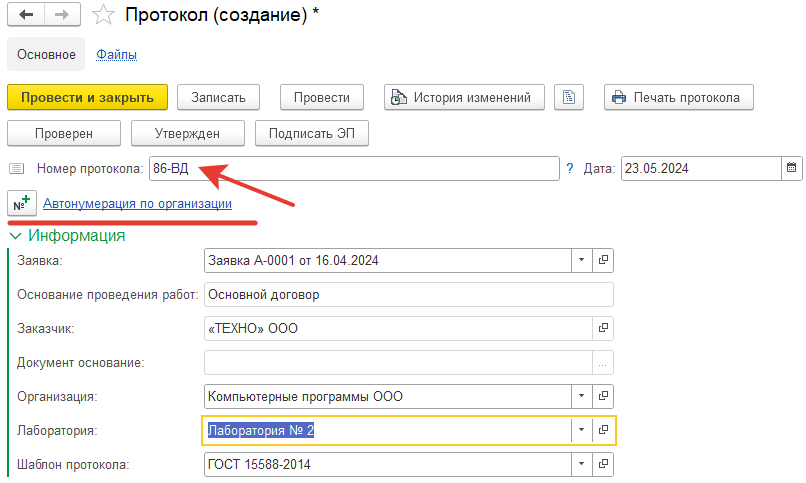 Протокол (создание) *
Основное Файлы
Провести и закрыть Записать Провести История изменений Печать протокола
Проверен Утвержден Подписать ЭП
Номер протокола: 86-ВД ? Дата: 23.05.2024
№ Автонумерация по организации
Информация
Заявка: Заявка А-0001 от 16.04.2024
Основание проведения работ: Основной договор
Заказчик: «ТЕХНО» ООО
Документ основание: ...
Организация: Компьютерные программы ООО
Лаборатория: Лаборатория № 2
Шаблон протокола: ГОСТ 15588-2014